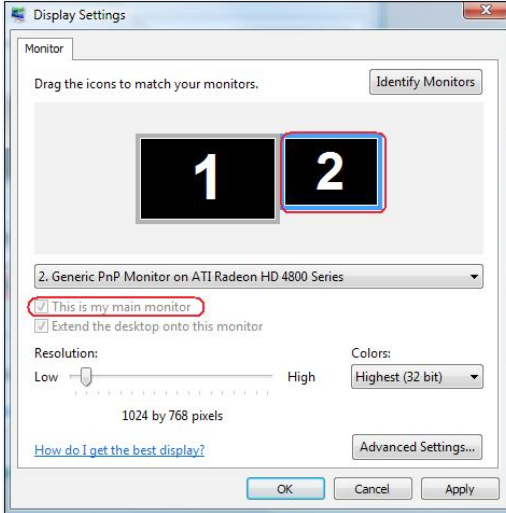 Display Settings
Monitor
Drag the icons to match your monitors.
Identify Monitors
1
2
2. Generic PnP Monitor on ATI Radeon HD 4800 Series
This is my main monitor
Extend the desktop onto this monitor
Resolution:
Colors:
Low
High
Highest (32 bit)
1024 by 768 pixels
How do I get the best display?
Advanced Settings...
OK
Cancel
Apply